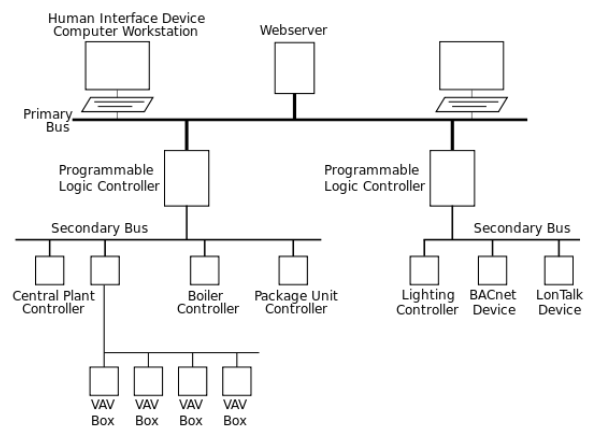 Human Interface Device
Computer Workstation
Webserver
Primary
Bus
Programmable
Logic Controller
Programmable
Logic Controller
Secondary Bus
Secondary Bus
Central Plant
Controller
Boiler
Controller
Package Unit
Controller
Lighting
Controller
BACnet
Device
LonTalk
Device
VAV
Box
VAV
Box
VAV
Box
VAV
Box